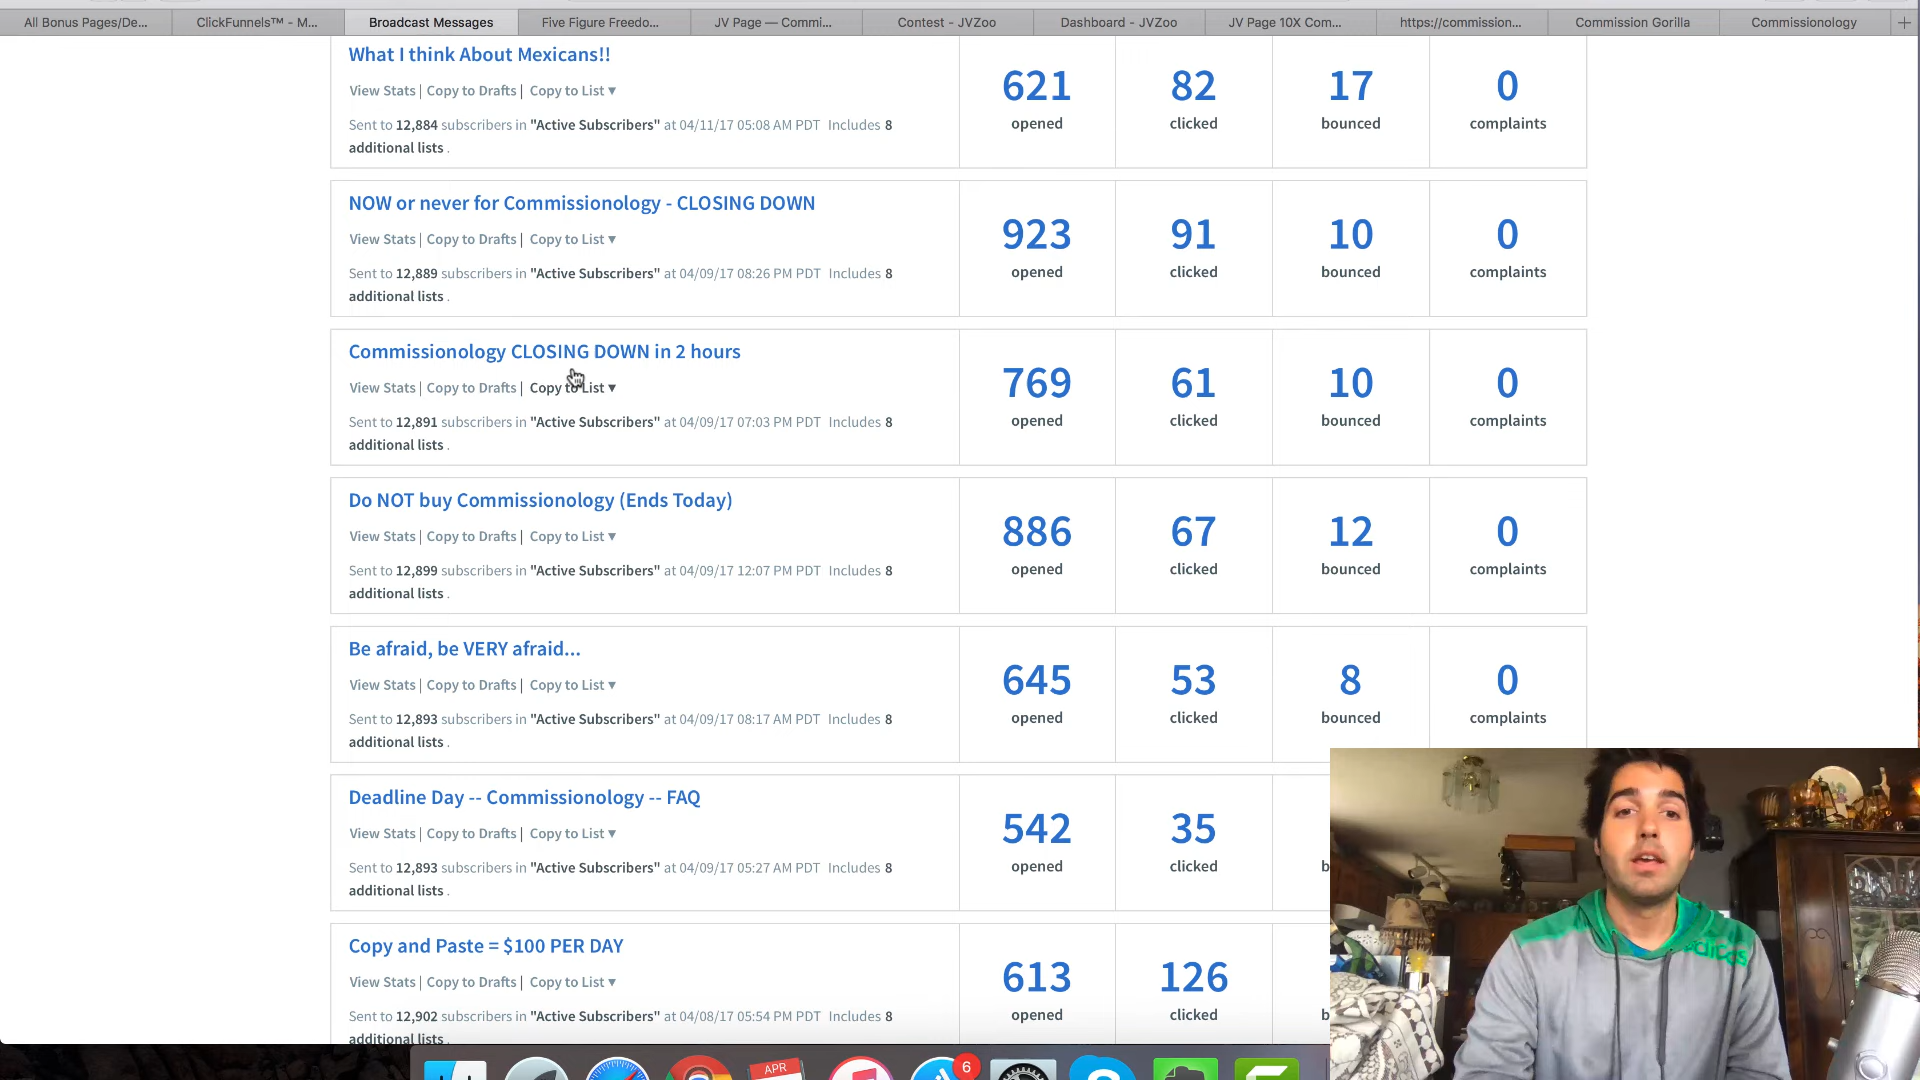 All Bonus Pages/De...
ClickFunnels™ - M...
Broadcast Messages
Five Figure Freedo...
JV Page — Commi...
Contest - JVZoo
Dashboard - JVZoo
JV Page 10X Com...
https://commission...
Commission Gorilla
Commissionology
What I think About Mexicans!!
View Stats | Copy to Drafts | Copy to List ▾
Sent to 12,884 subscribers in "Active Subscribers" at 04/11/17 05:08 AM PDT Includes 8
additional lists .
621
opened
82
clicked
17
bounced
0
complaints
NOW or never for Commissionology - CLOSING DOWN
View Stats | Copy to Drafts | Copy to List ▾
Sent to 12,889 subscribers in "Active Subscribers" at 04/09/17 08:26 PM PDT Includes 8
additional lists .
923
opened
91
clicked
10
bounced
0
complaints
Commissionology CLOSING DOWN in 2 hours
View Stats | Copy to Drafts | Copy to List ▾
Sent to 12,891 subscribers in "Active Subscribers" at 04/09/17 07:03 PM PDT Includes 8
additional lists .
769
opened
61
clicked
10
bounced
0
complaints
Do NOT buy Commissionology (Ends Today)
View Stats | Copy to Drafts | Copy to List ▾
Sent to 12,899 subscribers in "Active Subscribers" at 04/09/17 12:07 PM PDT Includes 8
additional lists .
886
opened
67
clicked
12
bounced
0
complaints
Be afraid, be VERY afraid...
View Stats | Copy to Drafts | Copy to List ▾
Sent to 12,893 subscribers in "Active Subscribers" at 04/09/17 08:17 AM PDT Includes 8
additional lists .
645
opened
53
clicked
8
bounced
0
complaints
Deadline Day -- Commissionology -- FAQ
View Stats | Copy to Drafts | Copy to List ▾
Sent to 12,893 subscribers in "Active Subscribers" at 04/09/17 05:27 AM PDT Includes 8
additional lists .
542
opened
35
clicked
b
Copy and Paste = $100 PER DAY
View Stats | Copy to Drafts | Copy to List ▾
Sent to 12,902 subscribers in "Active Subscribers" at 04/08/17 05:54 PM PDT Includes 8
additional lists
613
opened
126
clicked
b
adidas
APR
6